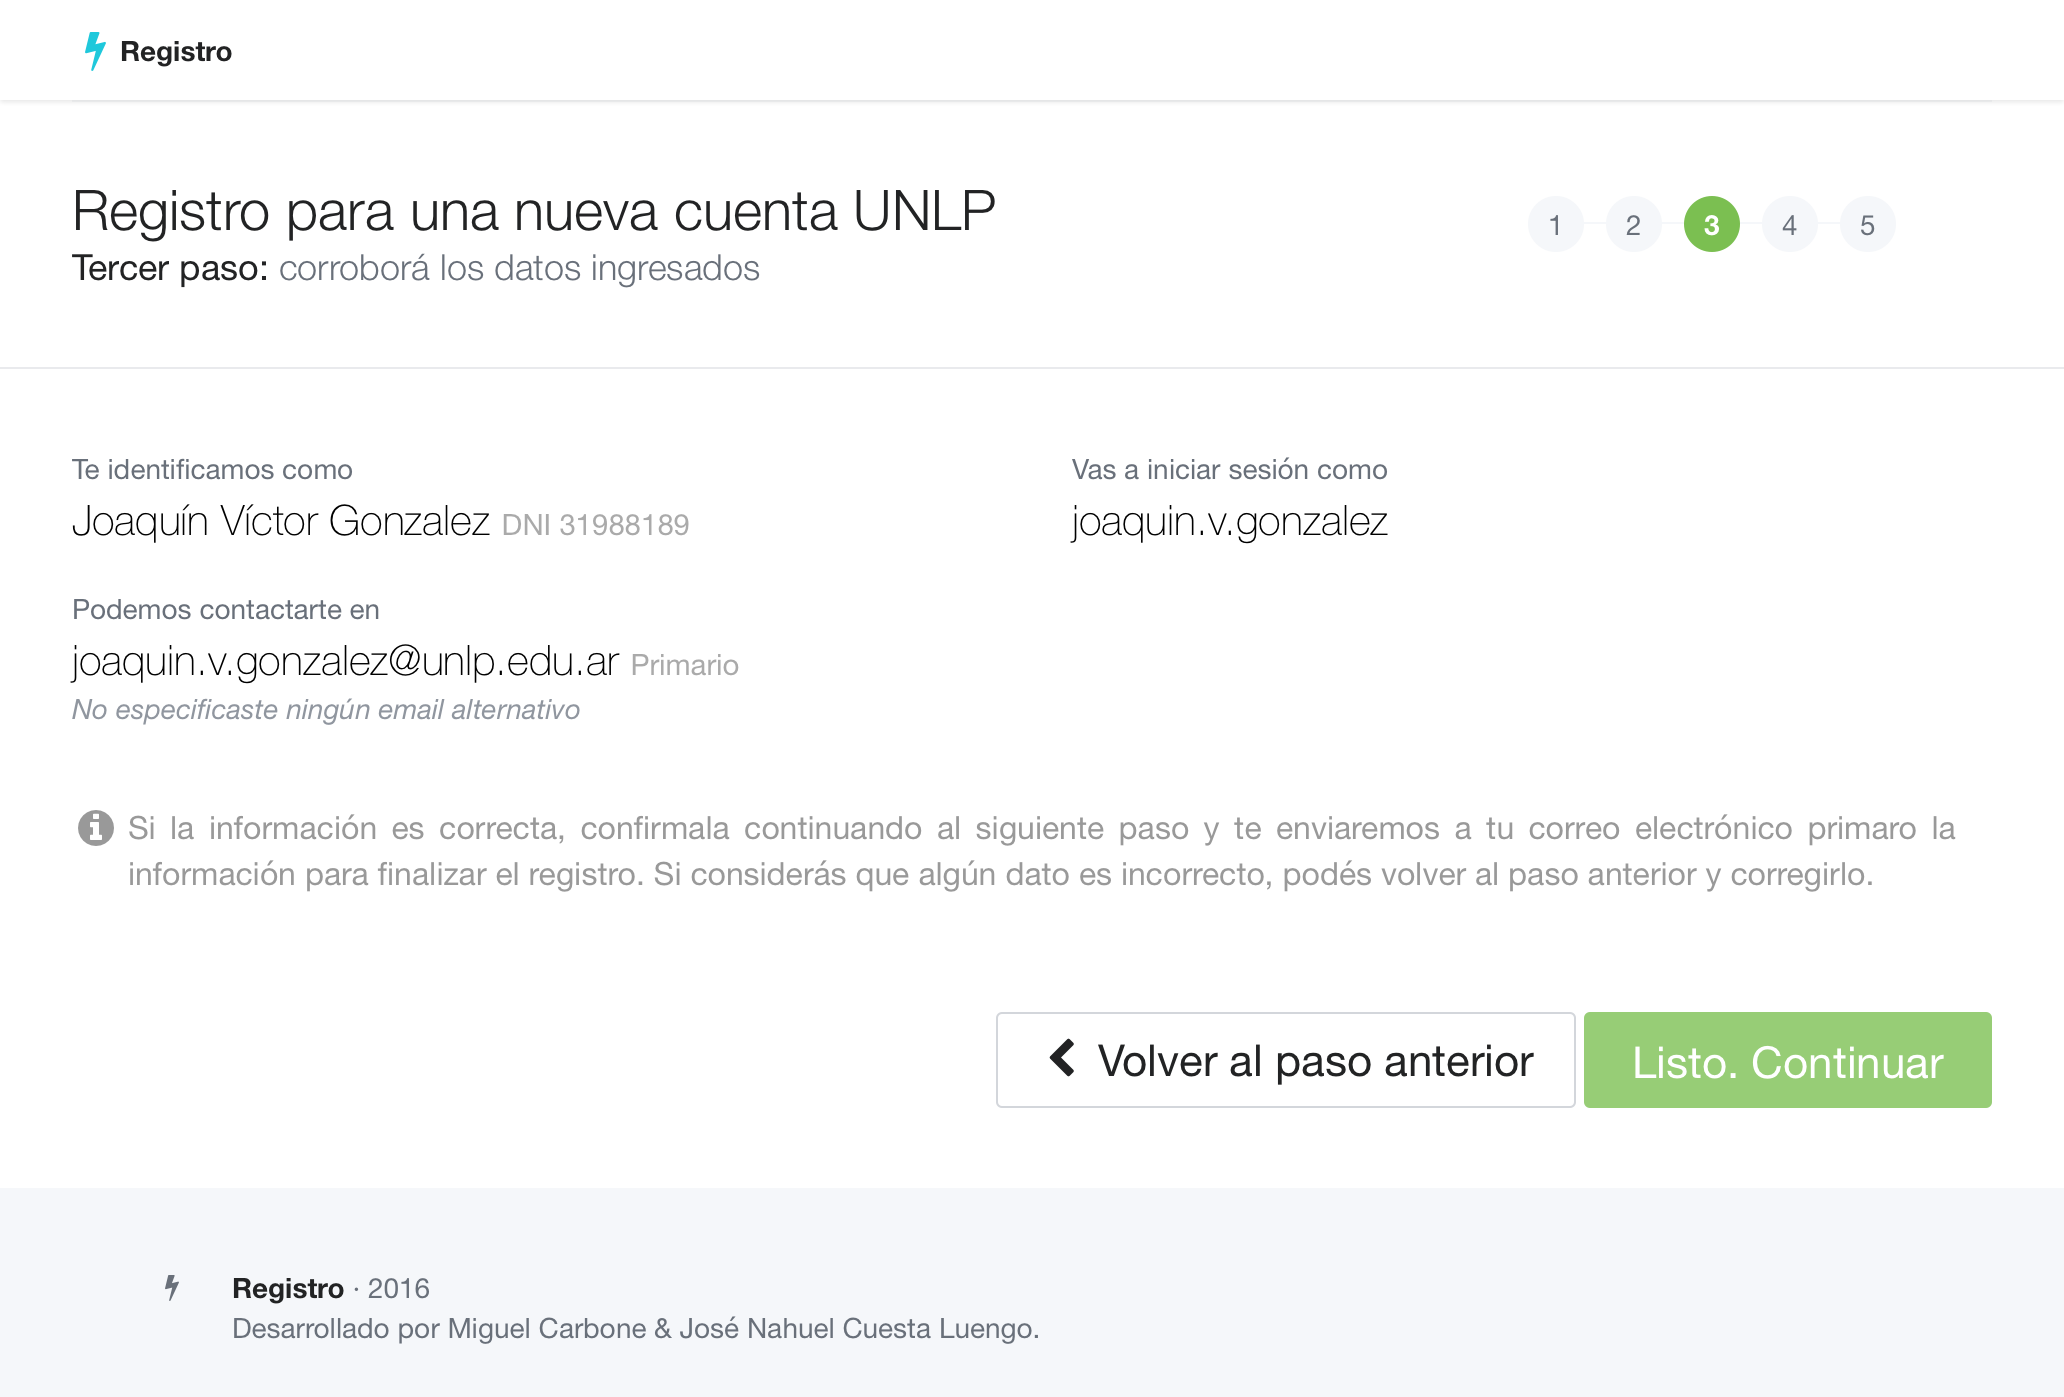 Registro
Registro para una nueva cuenta UNLP
Tercer paso: corroborá los datos ingresados
1 2 3 4 5
Te identificamos como
Joaquín Víctor Gonzalez DNI 31988189
Vas a iniciar sesión como
joaquin.v.gonzalez
Podemos contactarte en
joaquin.v.gonzalez@unlp.edu.ar Primario
No especificaste ningún email alternativo
Si la información es correcta, confirmala continuando al siguiente paso y te enviaremos a tu correo electrónico primaro la
información para finalizar el registro. Si considerás que algún dato es incorrecto, podés volver al paso anterior y corregirlo.
Volver al paso anterior
Listo. Continuar
Registro · 2016
Desarrollado por Miguel Carbone & José Nahuel Cuesta Luengo.